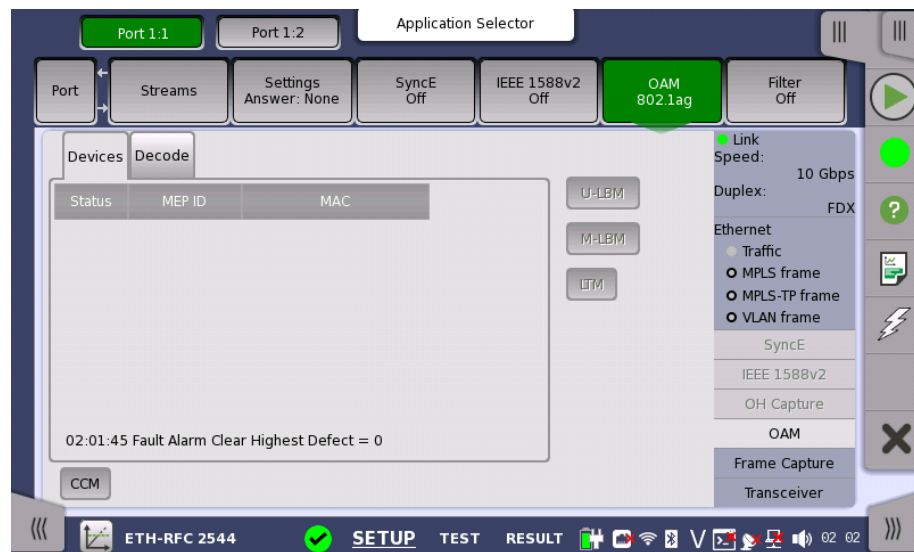 Application Selector
Port 1:1
Port 1:2
Port
Streams
Settings
Answer: None
SyncE
Off
IEEE 1588v2
Off
OAM
802.1ag
Filter
Off
Devices
Decode
Status
MEP ID
MAC
U-LBM
M-LBM
LTM
02:01:45 Fault Alarm Clear Highest Defect = 0
CCM
Link
Speed:
10 Gbps
Duplex:
FDX
Ethernet
Traffic
MPLS frame
MPLS-TP frame
VLAN frame
SyncE
IEEE 1588v2
OH Capture
OAM
Frame Capture
Transceiver
ETH-RFC 2544
SETUP
TEST
RESULT
V
02 02